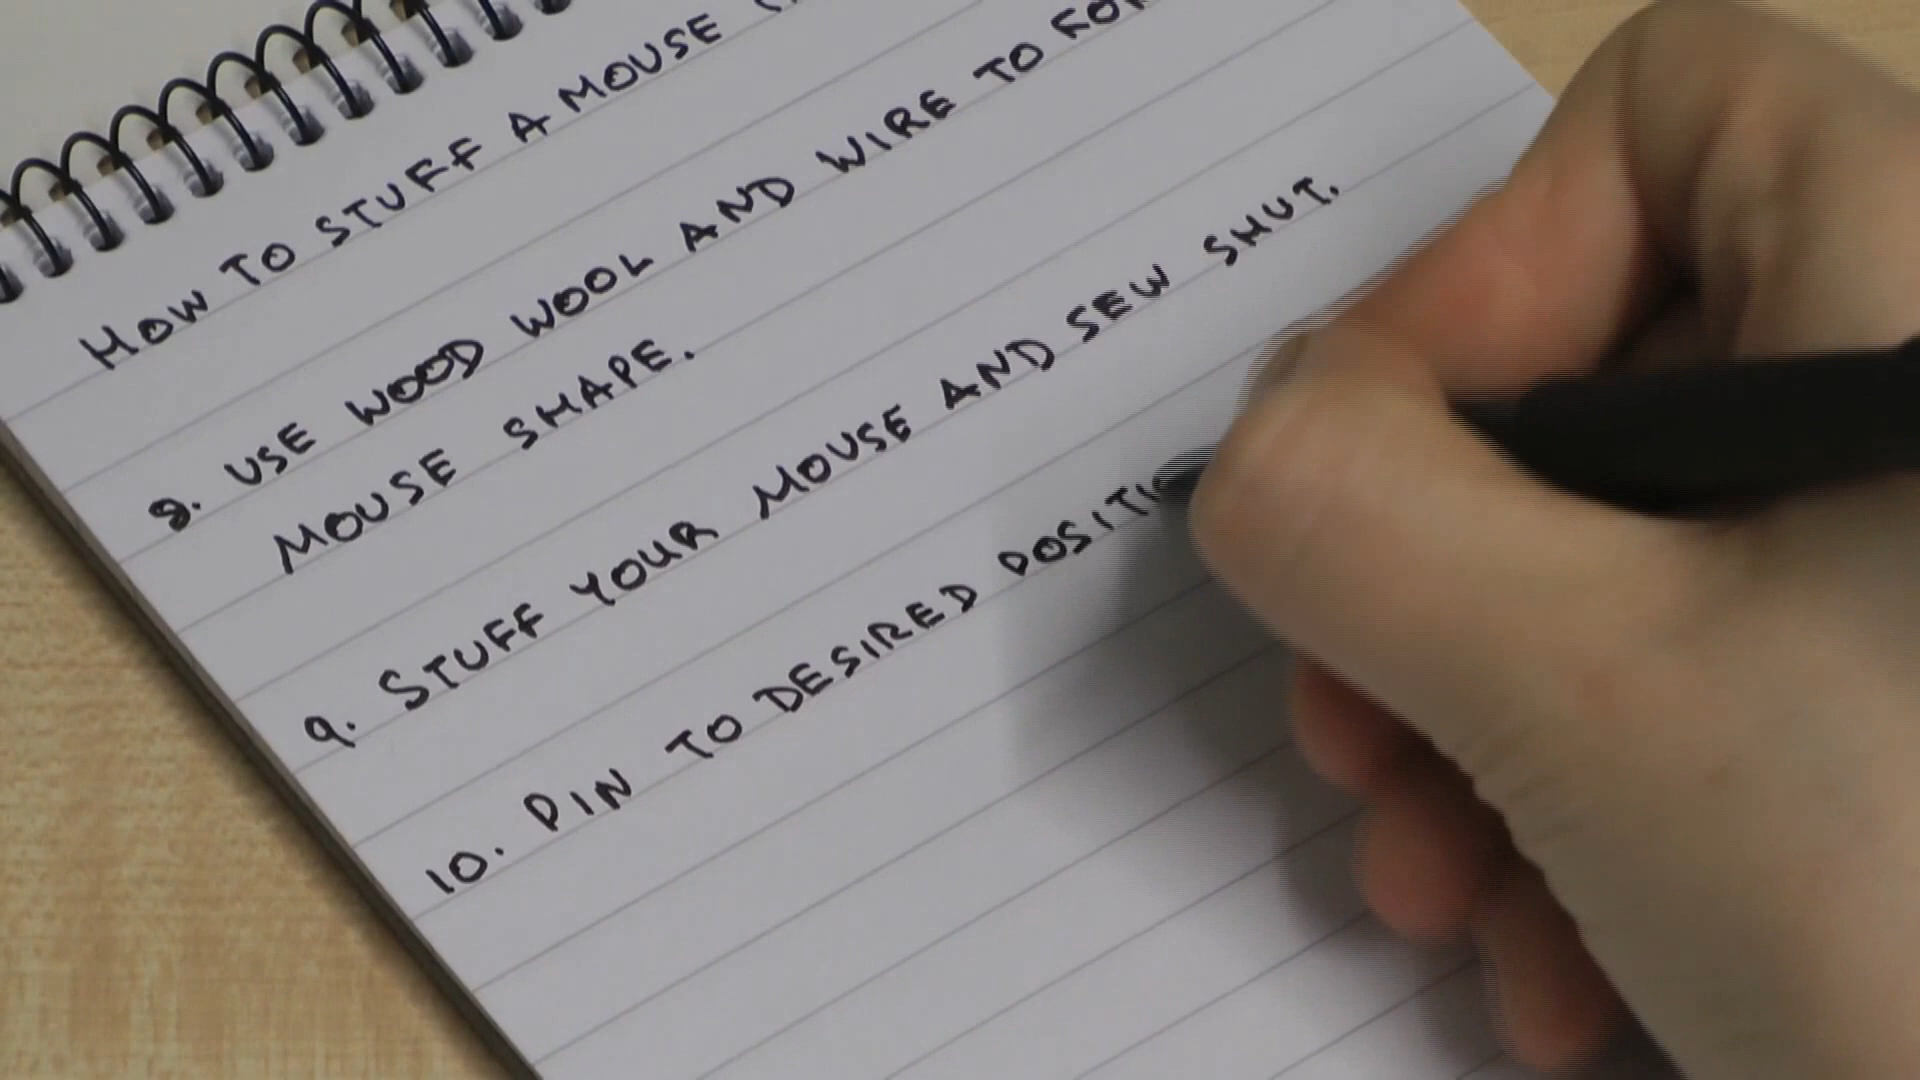 HOW TO STUFF A MOUSE
8. USE WOOD WOOL AND WIRE TO
MOUSE SHAPE.
9. STUFF YOUR MOUSE AND SEW SHUT.
10. PIN TO DESIRED